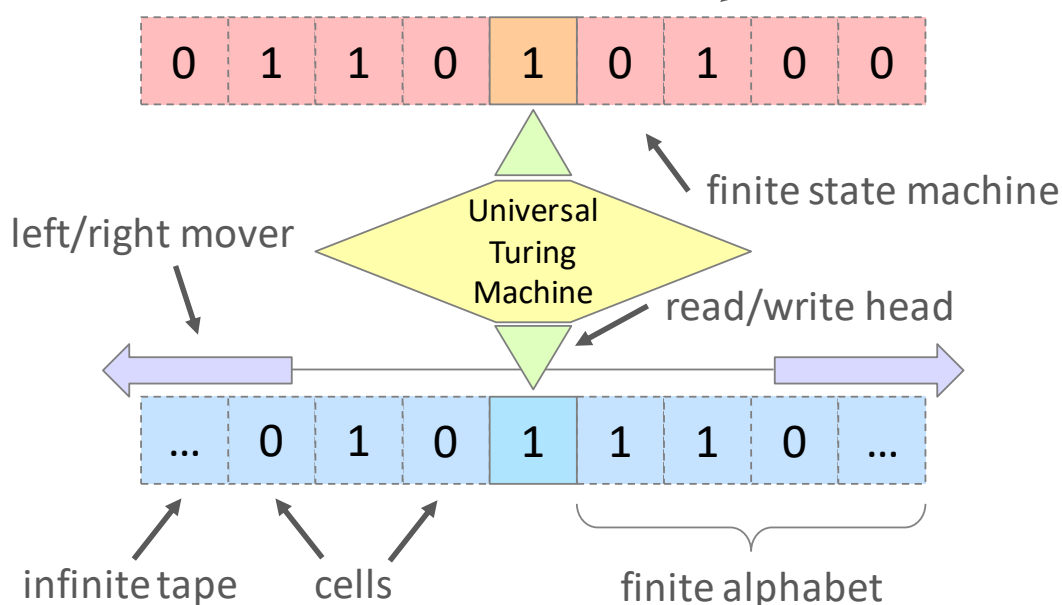 0 1 1 0 1 0 1 0 0
finite state machine
Universal
Turing
Machine
left/right mover
read/write head
... 0 1 0 1 1 1 0 ...
infinite tape
cells
finite alphabet